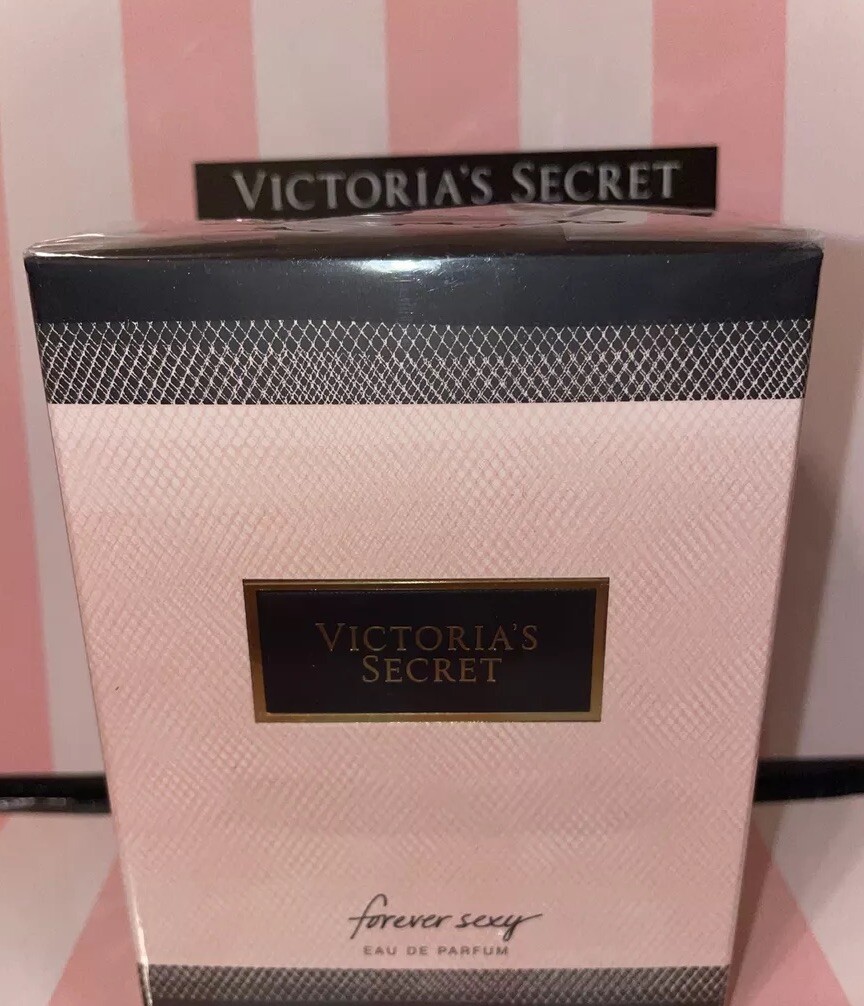 VICTORIA'S SECRET
VICTORIA'S
SECRET
forever sexy
EAU DE PARFUM